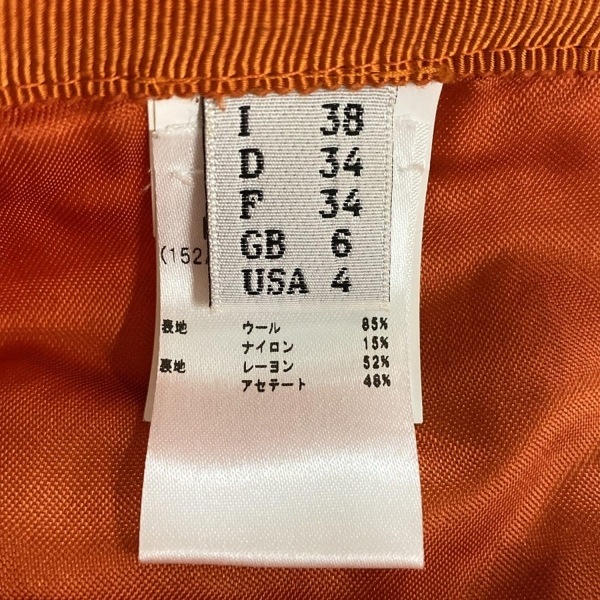 I 38
D 34
F 34
GB 6
USA 4
(152
表地 ウール 85%
ナイロン 15%
裏地 レーヨン 52%
アセテート 48%